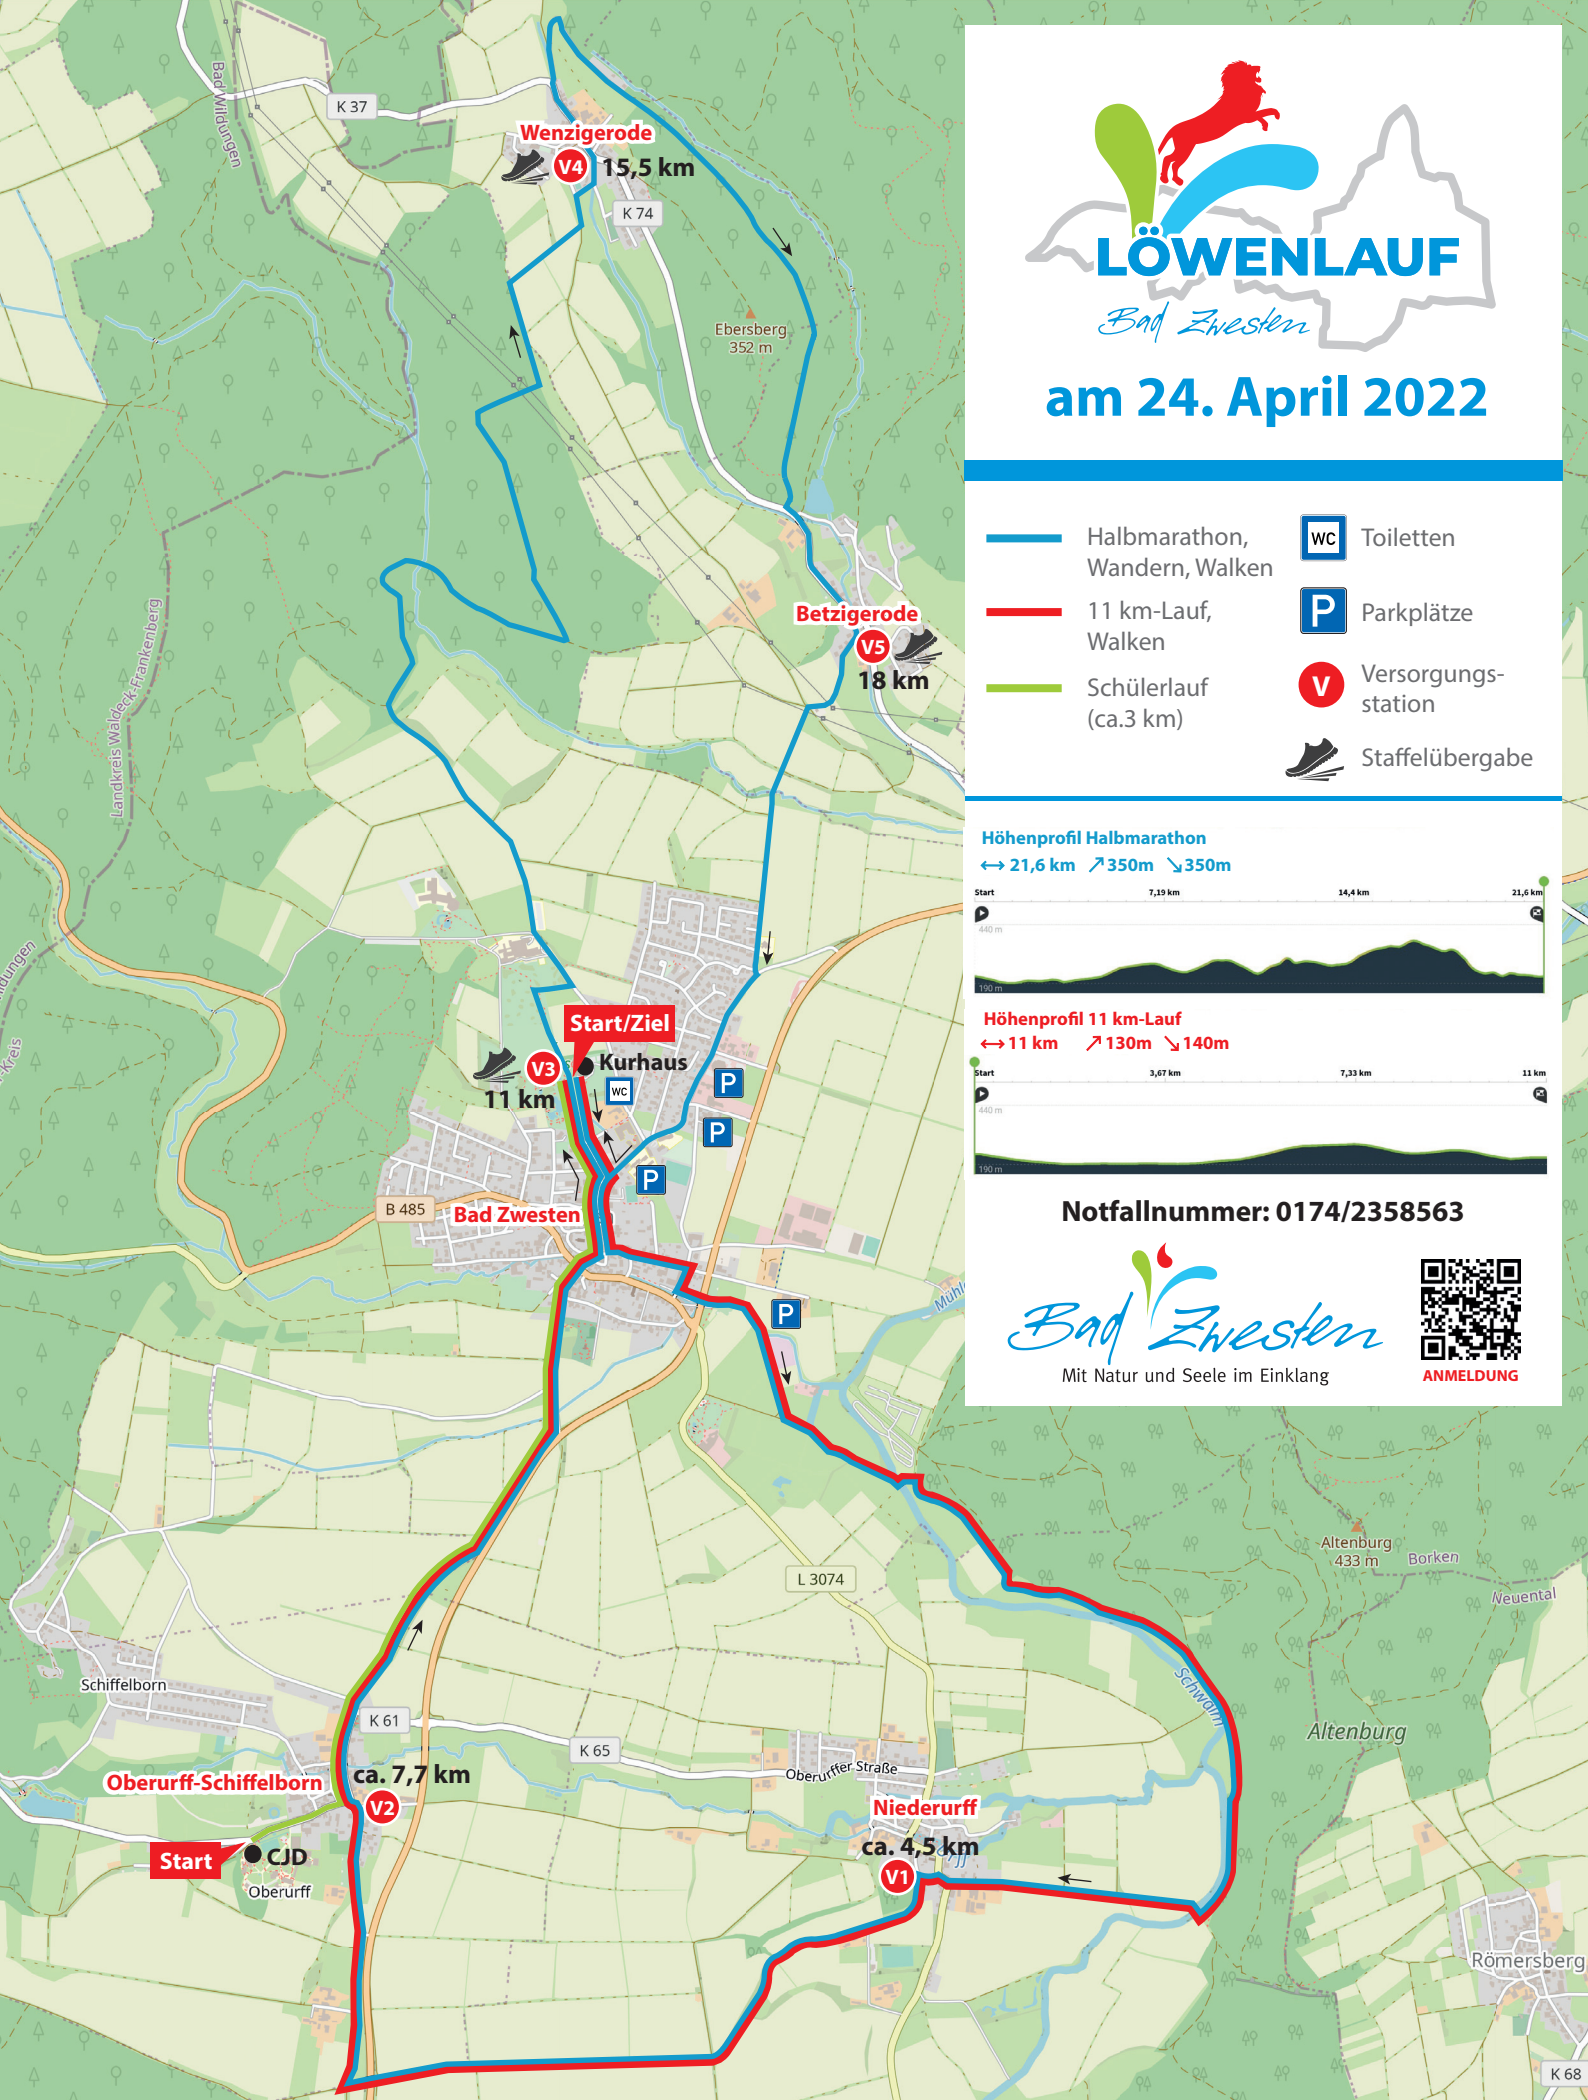 Bad Wildungen
K 37
Wenzigerode
V4
15,5 km
K 74
Ebersberg
352 m
LÖWENLAUF
Bad Zwesten
am 24. April 2022
Halbmarathon,
Wandern, Walken
11 km-Lauf,
Walken
Schülerlauf
(ca.3 km)
WC
Toiletten
P
Parkplätze
V
Versorgungs-
station
Staffelübergabe
Landkreis Waldeck-Frankenberg
Betzigerode
V5
18 km
Höhenprofil Halbmarathon
21,6 km
350m
350m
Start
7,19 km
14,4 km
21,6 km
440 m
190 m
Höhenprofil 11 km-Lauf
11 km
130m
140m
Start
3,67 km
7,33 km
11 km
440 m
190 m
Notfallnummer: 0174/2358563
Bad Zwesten
Mit Natur und Seele im Einklang
ANMELDUNG
Start/Ziel
V3
Kurhaus
WC
11 km
P
P
P
B 485
Bad Zwesten
P
L 3074
Altenburg
433 m
Borken
Neuental
Schwalm
Altenburg
Schiffelborn
K 61
K 65
Oberurffer Straße
Oberurff-Schiffelborn
ca. 7,7 km
V2
Niederurff
ca. 4,5 km
V1
Start
CJD
Oberurff
Römersberg
K 68